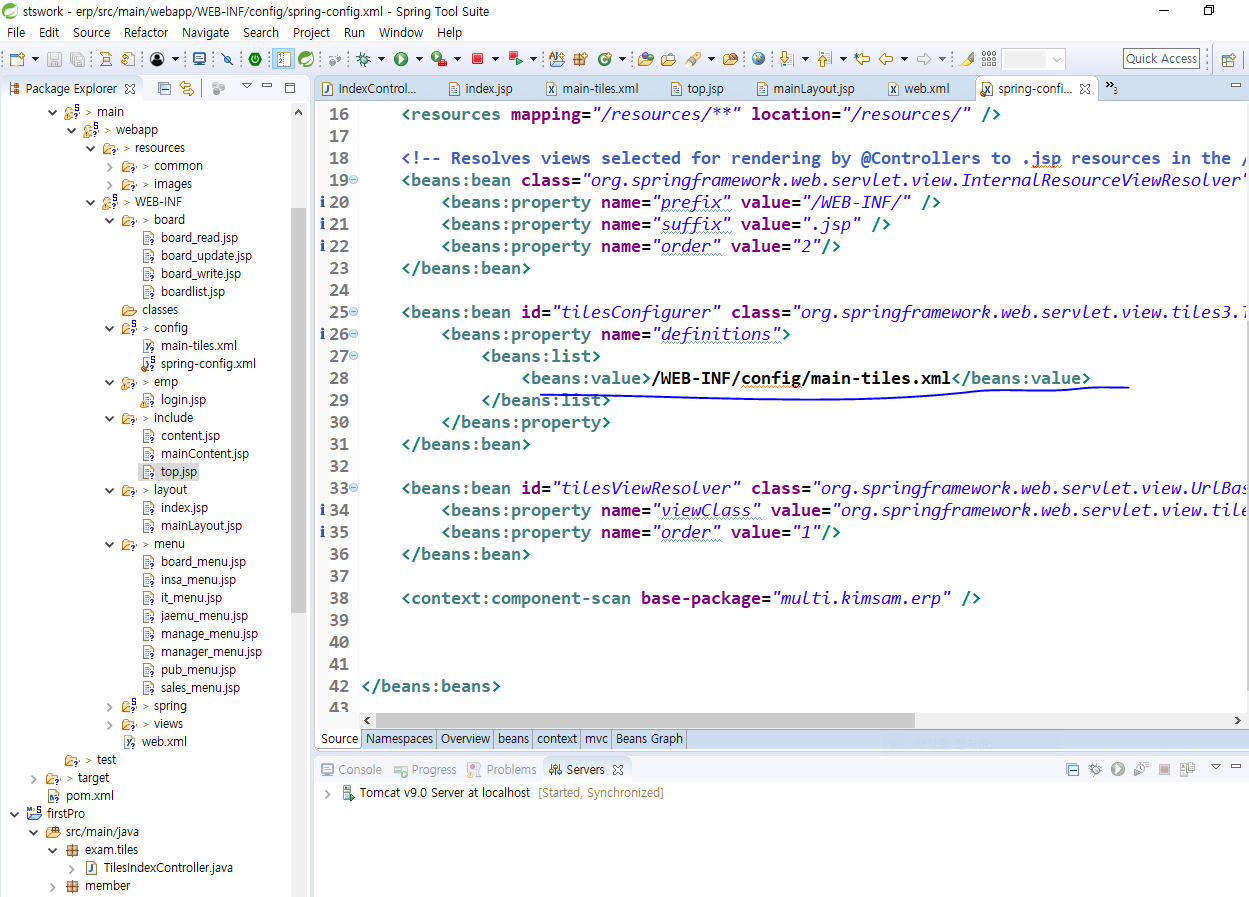 stswork - erp/src/main/webapp/WEB-INF/config/spring-config.xml - Spring Tool Suite
File Edit Source Refactor Navigate Search Project Run Window Help
Quick Access
Package Explorer
> main
> webapp
> resources
> common
> images
> WEB-INF
> board
board_read.jsp
board_update.jsp
board_write.jsp
boardlist.jsp
classes
> config
main-tiles.xml
spring-config.xml
> emp
login.jsp
> include
content.jsp
mainContent.jsp
top.jsp
> layout
index.jsp
mainLayout.jsp
> menu
board_menu.jsp
insa_menu.jsp
it_menu.jsp
jaemu_menu.jsp
manage_menu.jsp
manager_menu.jsp
pub_menu.jsp
sales_menu.jsp
> spring
> views
web.xml
> test
> target
pom.xml
firstPro
src/main/java
exam.tiles
TilesIndexController.java
member
IndexControl... index.jsp main-tiles.xml top.jsp mainLayout.jsp web.xml spring-confi... »3
16 <resources mapping="/resources/**" location="/resources/" />
17
18 <!-- Resolves views selected for rendering by @Controllers to .jsp resources in the /
19 <beans:bean class="org.springframework.web.servlet.view.InternalResourceViewResolver"
20 <beans:property name="prefix" value="/WEB-INF/" />
21 <beans:property name="suffix" value=".jsp" />
22 <beans:property name="order" value="2"/>
23 </beans:bean>
24
25 <beans:bean id="tilesConfigurer" class="org.springframework.web.servlet.view.tiles3.T
26 <beans:property name="definitions">
27 <beans:list>
28 <beans:value>/WEB-INF/config/main-tiles.xml</beans:value>
29 </beans:list>
30 </beans:property>
31 </beans:bean>
32
33 <beans:bean id="tilesViewResolver" class="org.springframework.web.servlet.view.UrlBas
34 <beans:property name="viewClass" value="org.springframework.web.servlet.view.tile
35 <beans:property name="order" value="1"/>
36 </beans:bean>
37
38 <context:component-scan base-package="multi.kimsam.erp" />
39
40
41
42 </beans:beans>
43
Source Namespaces Overview beans context mvc Beans Graph
Console Progress Problems Servers
Tomcat v9.0 Server at localhost [Started, Synchronized]